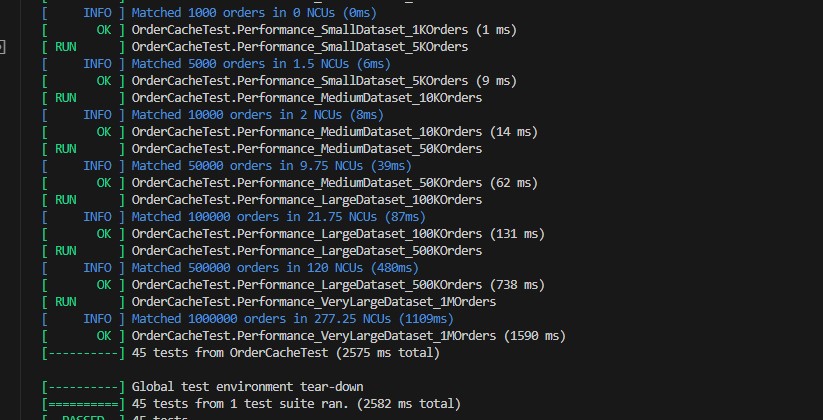 [      INFO ] Matched 1000 orders in 0 NCUs (0ms)
[        OK ] OrderCacheTest.Performance_SmallDataset_1KOrders (1 ms)
[ RUN       ] OrderCacheTest.Performance_SmallDataset_5KOrders
[      INFO ] Matched 5000 orders in 1.5 NCUs (6ms)
[        OK ] OrderCacheTest.Performance_SmallDataset_5KOrders (9 ms)
[ RUN       ] OrderCacheTest.Performance_MediumDataset_10KOrders
[      INFO ] Matched 10000 orders in 2 NCUs (8ms)
[        OK ] OrderCacheTest.Performance_MediumDataset_10KOrders (14 ms)
[ RUN       ] OrderCacheTest.Performance_MediumDataset_50KOrders
[      INFO ] Matched 50000 orders in 9.75 NCUs (39ms)
[        OK ] OrderCacheTest.Performance_MediumDataset_50KOrders (62 ms)
[ RUN       ] OrderCacheTest.Performance_LargeDataset_100KOrders
[      INFO ] Matched 100000 orders in 21.75 NCUs (87ms)
[        OK ] OrderCacheTest.Performance_LargeDataset_100KOrders (131 ms)
[ RUN       ] OrderCacheTest.Performance_LargeDataset_500KOrders
[      INFO ] Matched 500000 orders in 120 NCUs (480ms)
[        OK ] OrderCacheTest.Performance_LargeDataset_500KOrders (738 ms)
[ RUN       ] OrderCacheTest.Performance_VeryLargeDataset_1MOrders
[      INFO ] Matched 1000000 orders in 277.25 NCUs (1109ms)
[        OK ] OrderCacheTest.Performance_VeryLargeDataset_1MOrders (1590 ms)
[----------] 45 tests from OrderCacheTest (2575 ms total)
[----------] Global test environment tear-down
[==========] 45 tests from 1 test suite ran. (2582 ms total)
[  PASSED  ] 45 tests.